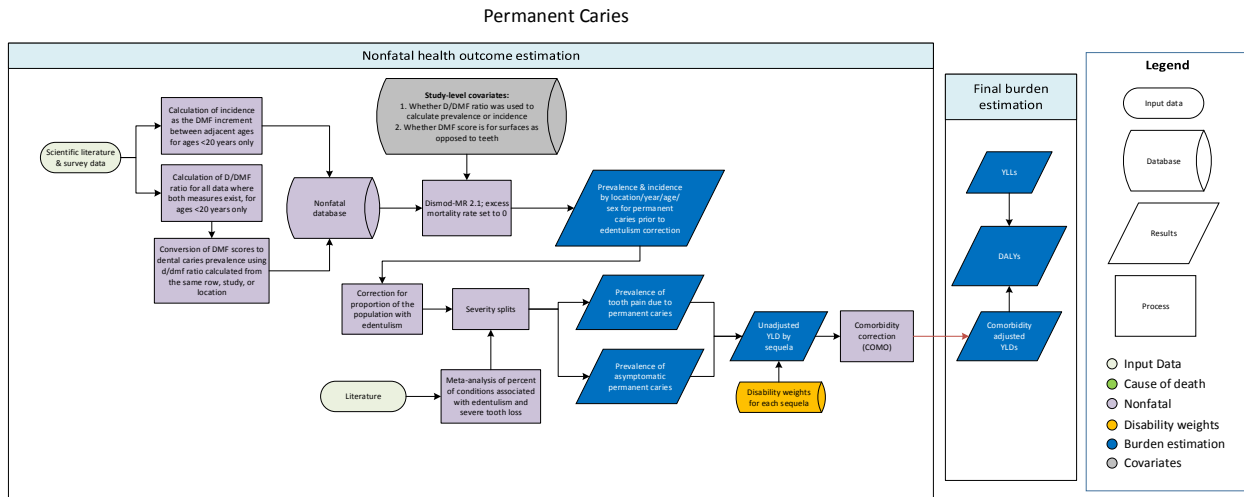 Permanent Caries
Nonfatal health outcome estimation
Scientific literature
& survey data
Calculation of incidence
as the DMF increment
between adjacent ages
for ages <20 years only
Calculation of D/DMF
ratio for all data where
both measures exist, for
ages <20 years only
Conversion of DMF scores to
dental caries prevalence using
d/dmf ratio calculated from
the same row, study, or
location
Nonfatal
database
Study-level covariates:
1. Whether D/DMF ratio was used to
calculate prevalence or incidence
2. Whether DMF score is for surfaces as
opposed to teeth
Dismod-MR 2.1; excess
mortality rate set to 0
Prevalence & incidence
by location/year/age/
sex for permanent
caries prior to
edentulism correction
Correction for
proportion of the
population with
edentulism
Severity splits
Literature
Meta-analysis of percent
of conditions associated
with edentulism and
severe tooth loss
Prevalence of
tooth pain due to
permanent caries
Prevalence of
asymptomatic
permanent caries
Unadjusted
YLD by
sequela
Disability weights
for each sequela
Comorbidity
correction
(COMO)
Final burden
estimation
YLLs
DALYs
Comorbidity
adjusted
YLDs
Legend
Input data
Database
Results
Process
Input Data
Cause of death
Nonfatal
Disability weights
Burden estimation
Covariates